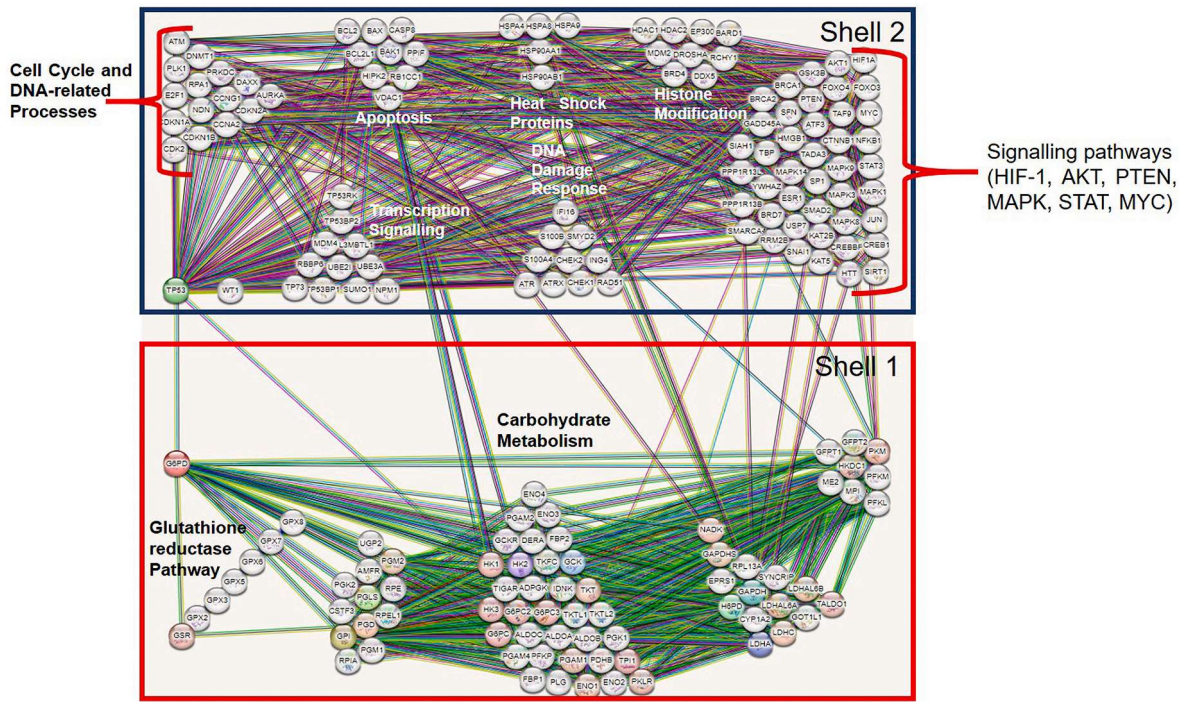 Shell 2
Cell Cycle and
DNA-related
Processes
ATM
DNMT1
PLK1
PRKDC
RPA1
DAXX
E2F1
CCNG1
AURKA
NDN
CDKN2A
CDKN1A
CCNA2
CDKN1B
CDK2
BCL2
BAX
CASP8
BCL2L1
BAK1
PPIF
HIPK2
RB1CC1
VDAC1
Apoptosis
HSPA4
HSPA8
HSPA9
HSP90AA1
HSP90AB1
Heat Shock
Proteins
HDAC1
HDAC2
EP300
BARD1
MDM2
DROSHA
RCHY1
BRD4
DDX5
Histone
Modification
AKT1
HIF1A
GSK3B
BRCA1
FOXO4
FOXO3
BRCA2
PTEN
SFN
TAF9
MYC
GADD45A
ATF3
HMGB1
CTNNB1
NFKB1
SIAH1
TBP
TADA3
STAT3
PPP1R13L
MAPK14
MAPK9
YWHAZ
SP1
ESR1
MAPK3
MAPK1
PPP1R13B
SMAD2
BRD7
USP7
MAPK8
JUN
SMARCA4
RRM2B
KAT2B
CREBBP
CREB1
SNAI1
KAT5
HTT
SIRT1
Signalling pathways
(HIF-1, AKT, PTEN,
MAPK, STAT, MYC)
DNA
Damage
Response
IFI16
S100B
SMYD2
S100A4
CHEK2
ING4
ATR
ATRX
CHEK1
RAD51
TP53RK
Transcription
Signalling
TP53BP2
MDM4
L3MBTL1
RBBP6
UBE2I
UBE3A
TP73
TP53BP1
SUMO1
NPM1
TP53
WT1
Shell 1
Carbohydrate
Metabolism
G6PD
Glutathione
reductase
Pathway
GPX8
GPX7
GPX6
GPX5
GPX3
GPX2
GSR
UGP2
PGM2
AMFR
PGK2
PGLS
RPE
CSTF3
RPEL1
PGD
GPI
PGM1
RPIA
ENO4
PGAM2
ENO3
GCKR
DERA
FBP2
HK1
HK2
TKFC
GCK
TIGAR
ADPGK
IDNK
TKT
HK3
G6PC2
G6PC3
TKTL1
TKTL2
G6PC
ALDOC
ALDOA
ALDOB
PGK1
PGAM4
PFKP
PGAM1
PDHB
TPI1
FBP1
PLG
ENO1
ENO2
PKLR
NADK
GAPDHS
RPL13A
EPRS1
SYNCRIP
GAPDH
LDHAL6B
H6PD
LDHAL6A
TALDO1
CYP1A2
GOT1L1
LDHC
LDHA
GFPT1
GFPT2
PKM
HKDC1
ME2
PFKM
MPI
PFKL